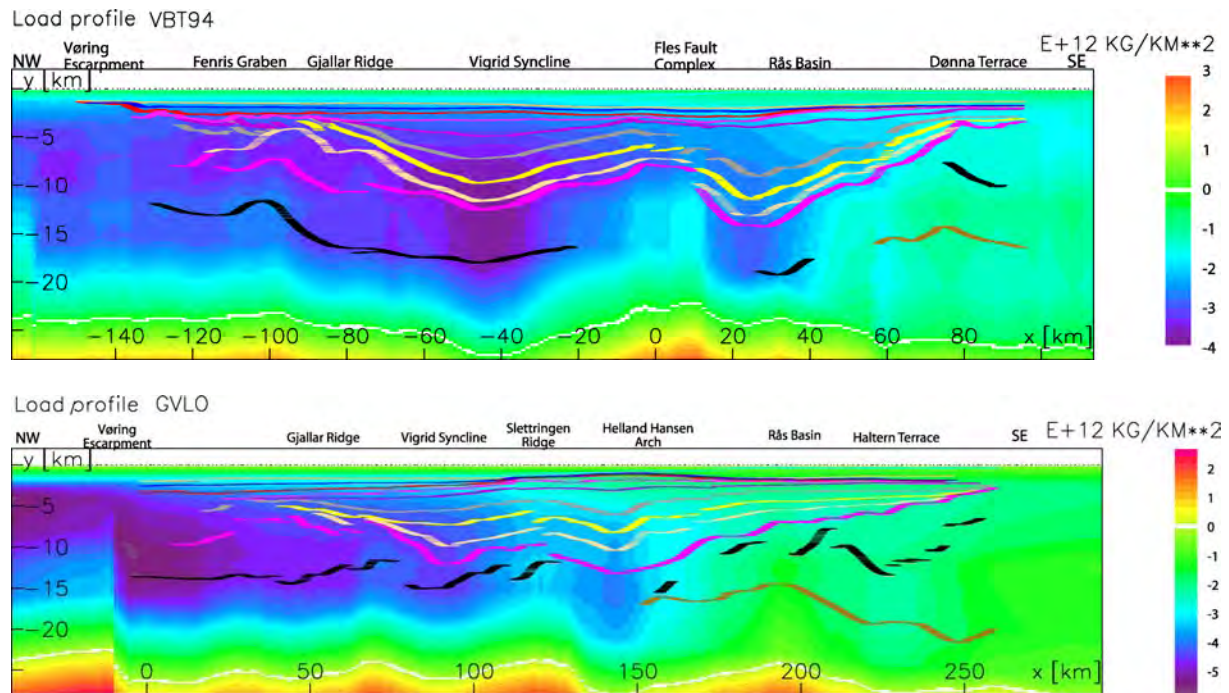 Load profile VBT94
E+12 KG/KM**2
NW Vøring Escarpment Fenris Graben Gjallar Ridge Vigrid Syncline Fles Fault Complex Rås Basin Dønna Terrace SE
y [km]
-5
-10
-15
-20
-140 -120 -100 -80 -60 -40 -20 0 20 40 60 80 x [km]
3
2
1
0
-1
-2
-3
-4
Load profile GVLO
E+12 KG/KM**2
NW Vøring Escarpment Gjallar Ridge Vigrid Syncline Slettringen Ridge Helland Hansen Arch Rås Basin Haltern Terrace SE
y [km]
-5
-10
-15
-20
0 50 100 150 200 250 x [km]
2
1
0
-1
-2
-3
-4
-5